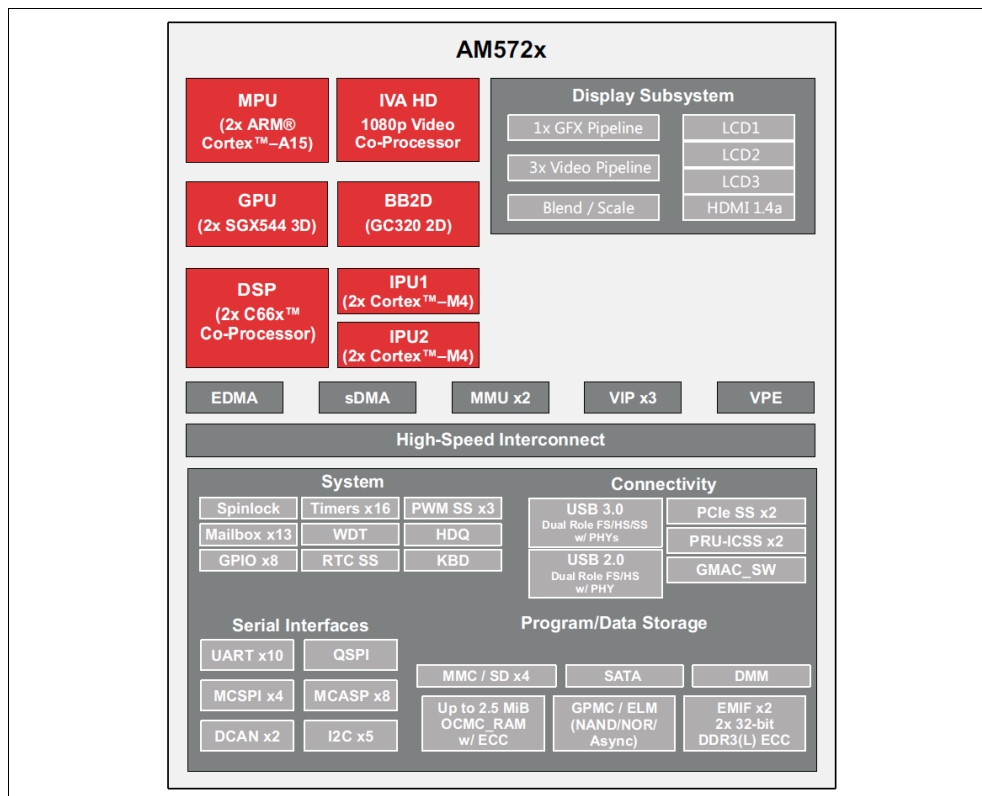 AM572x
MPU
(2x ARM®
Cortex™–A15)
IVA HD
1080p Video
Co-Processor
Display Subsystem
1x GFX Pipeline
3x Video Pipeline
Blend / Scale
LCD1
LCD2
LCD3
HDMI 1.4a
GPU
(2x SGX544 3D)
BB2D
(GC320 2D)
DSP
(2x C66x™
Co-Processor)
IPU1
(2x Cortex™–M4)
IPU2
(2x Cortex™–M4)
EDMA
sDMA
MMU x2
VIP x3
VPE
High-Speed Interconnect
System
Spinlock
Timers x16
PWM SS x3
Mailbox x13
WDT
HDQ
GPIO x8
RTC SS
KBD
Connectivity
USB 3.0
Dual Role FS/HS/SS
w/ PHYs
USB 2.0
Dual Role FS/HS
w/ PHY
PCIe SS x2
PRU-ICSS x2
GMAC_SW
Serial Interfaces
UART x10
QSPI
MCSPI x4
MCASP x8
DCAN x2
I2C x5
Program/Data Storage
MMC / SD x4
SATA
DMM
Up to 2.5 MiB
OCMC_RAM
w/ ECC
GPMC / ELM
(NAND/NOR/
Async)
EMIF x2
2x 32-bit
DDR3(L) ECC